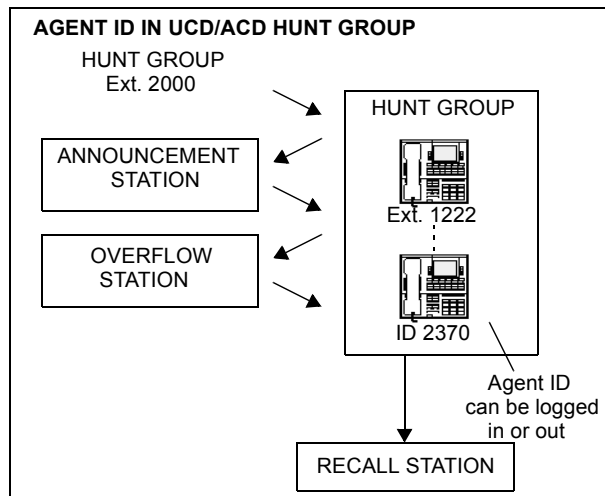 AGENT ID IN UCD/ACD HUNT GROUP
HUNT GROUP
Ext. 2000
HUNT GROUP
ANNOUNCEMENT
STATION
Ext. 1222
OVERFLOW
STATION
ID 2370
Agent ID
can be logged
in or out
RECALL STATION